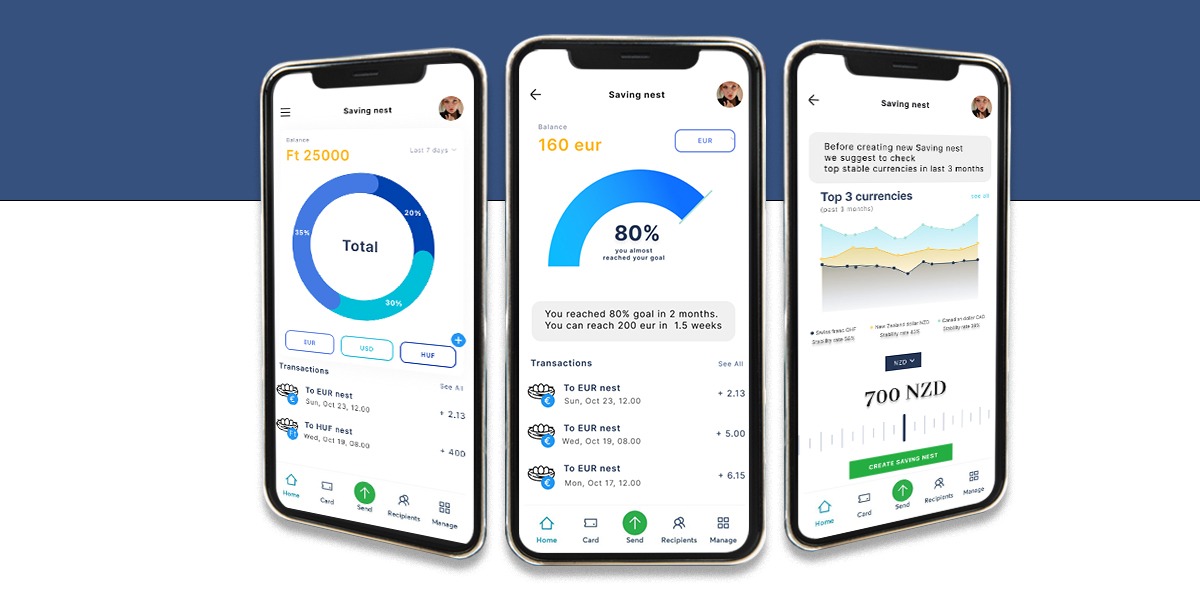 Saving nest
Balance
Ft 25000
Last 7 days
20%
35%
Total
30%
EUR
USD
HUF
Transactions
See All
To EUR nest
Sun, Oct 23, 12.00
+ 2.13
To HUF nest
Wed, Oct 19, 08.00
+ 400
Home
Card
Send
Recipients
Manage
Saving nest
Balance
160 eur
EUR
80%
you almost
reached your goal
You reached 80% goal in 2 months.
You can reach 200 eur in 1.5 weeks
Transactions
See All
To EUR nest
Sun, Oct 23, 12.00
+ 2.13
To EUR nest
Wed, Oct 19, 08.00
+ 5.00
To EUR nest
Mon, Oct 17, 12.00
+ 6.15
Home
Card
Send
Recipients
Manage
Saving nest
Before creating new Saving nest
we suggest to check
top stable currencies in last 3 months
Top 3 currencies
See all
(past 3 months)
Swiss franc CHF
New Zealand dollar NZD
Canadian dollar CAD
Stability rate
Stability rate
Stability rate
NZD
700 NZD
CREATE SAVING NEST
Home
Card
Send
Recipients
Manage